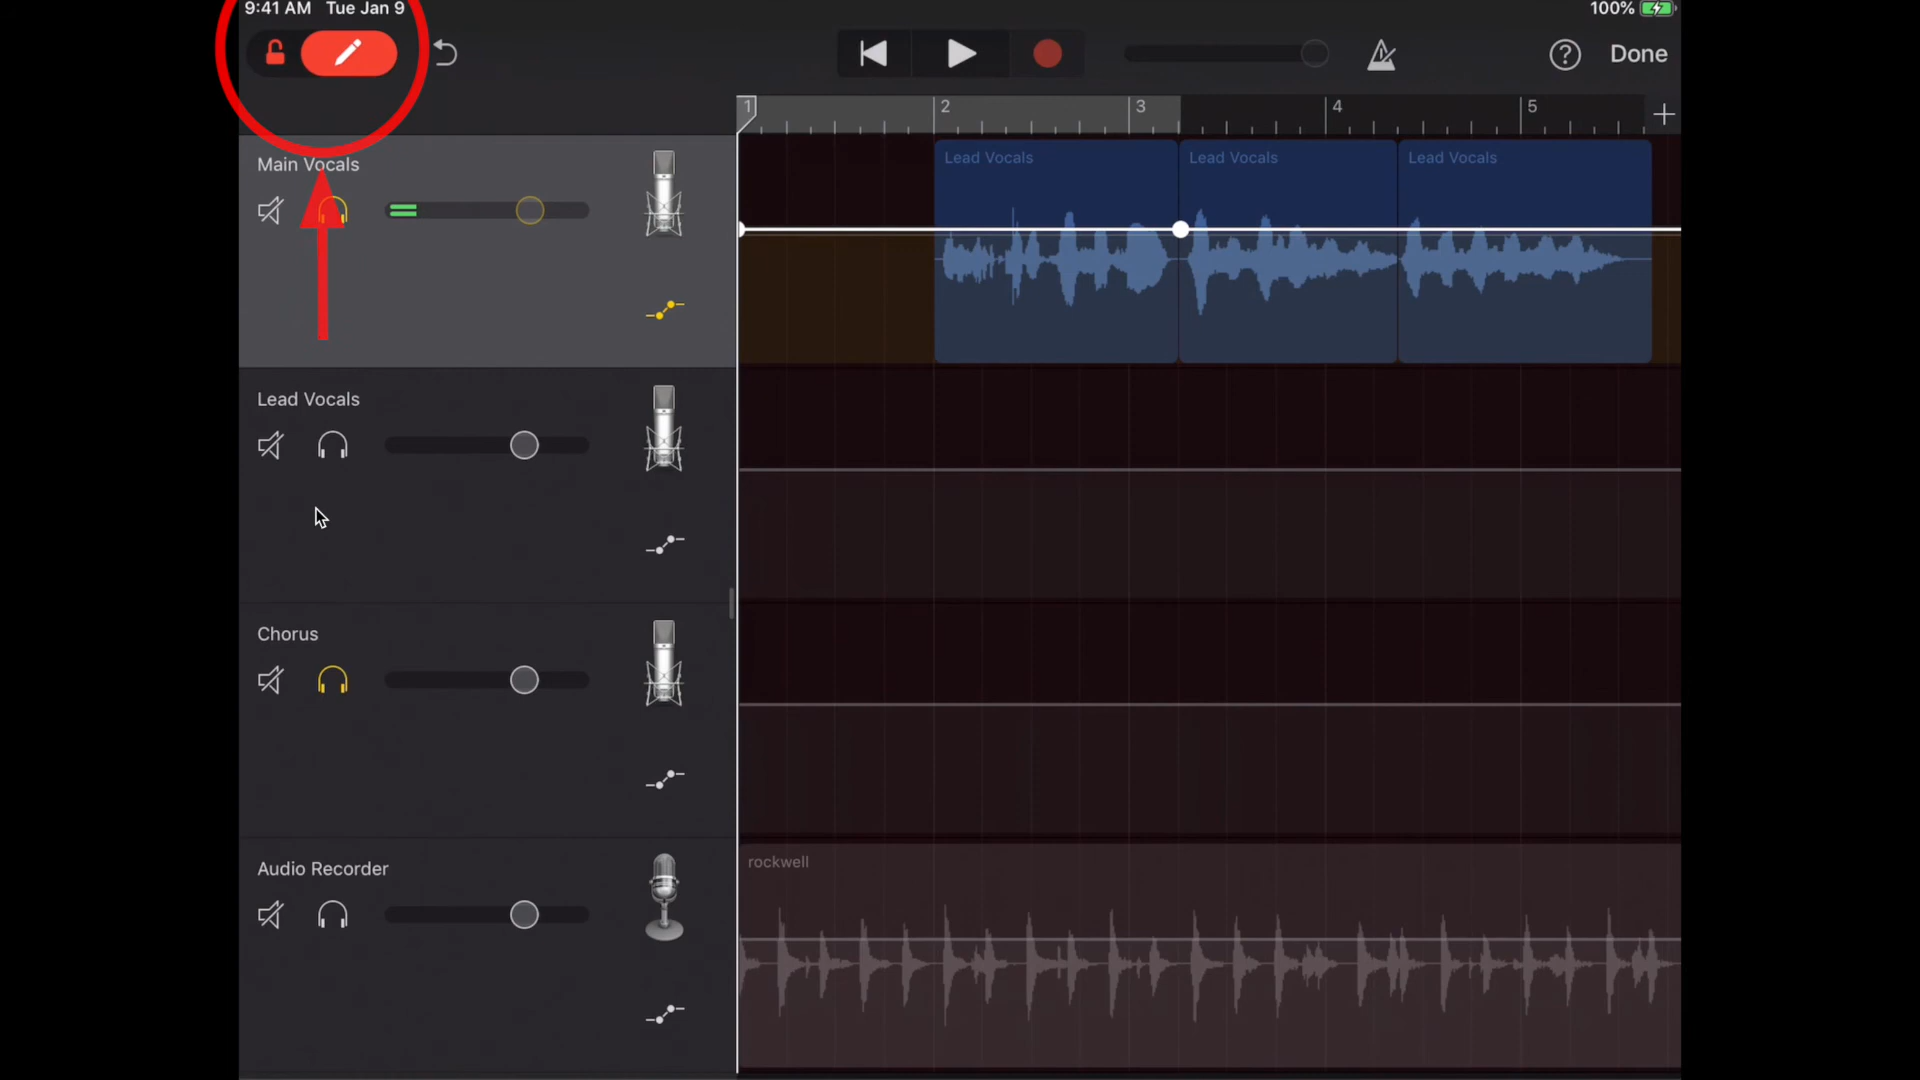 9:41 AM Tue Jan 9 100%
Done
1 2 3 4 5
Main Vocals
Lead Vocals Lead Vocals Lead Vocals
Lead Vocals
Chorus
Audio Recorder
rockwell